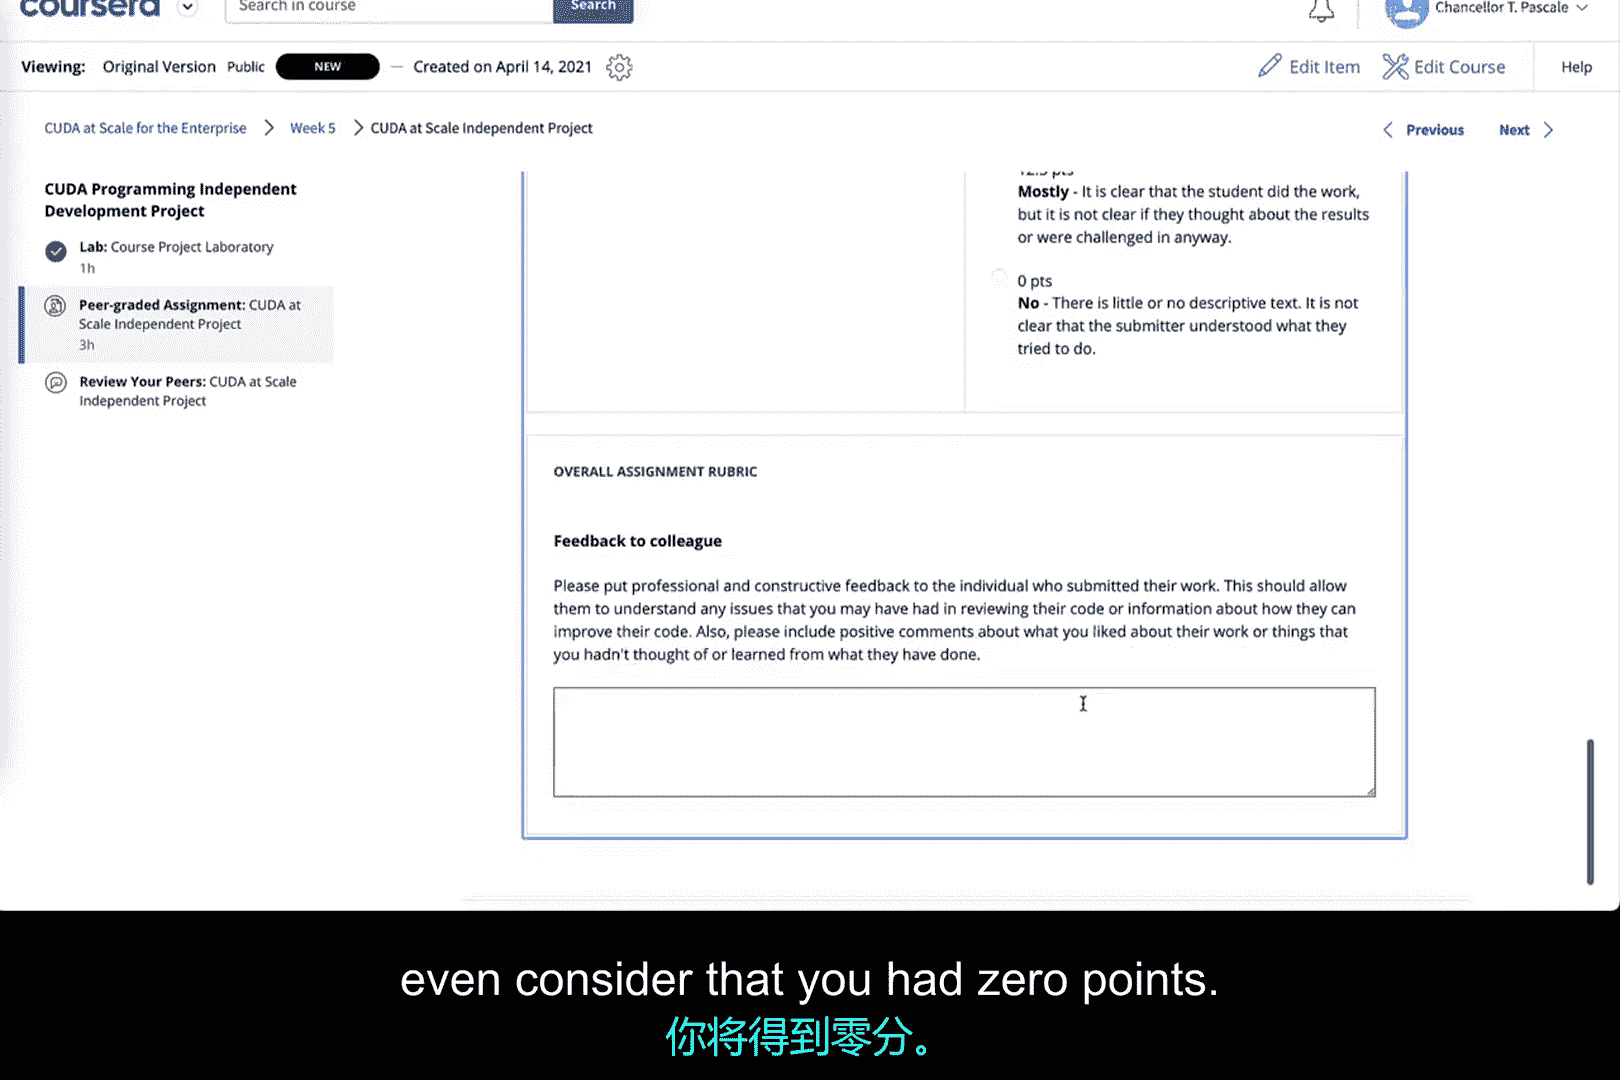 coursera
Search in course
Search
Chancellor T. Pascale
Viewing: Original Version Public NEW — Created on April 14, 2021
Edit Item
Edit Course
Help
CUDA at Scale for the Enterprise > Week 5 > CUDA at Scale Independent Project
Previous
Next
CUDA Programming Independent
Development Project
Lab: Course Project Laboratory
1h
Peer-graded Assignment: CUDA at
Scale Independent Project
3h
Review Your Peers: CUDA at Scale
Independent Project
12.5 pts
Mostly - It is clear that the student did the work,
but it is not clear if they thought about the results
or were challenged in anyway.
0 pts
No - There is little or no descriptive text. It is not
clear that the submitter understood what they
tried to do.
OVERALL ASSIGNMENT RUBRIC
Feedback to colleague
Please put professional and constructive feedback to the individual who submitted their work. This should allow
them to understand any issues that you may have had in reviewing their code or information about how they can
improve their code. Also, please include positive comments about what you liked about their work or things that
you hadn't thought of or learned from what they have done.
even consider that you had zero points.
你将得到零分。